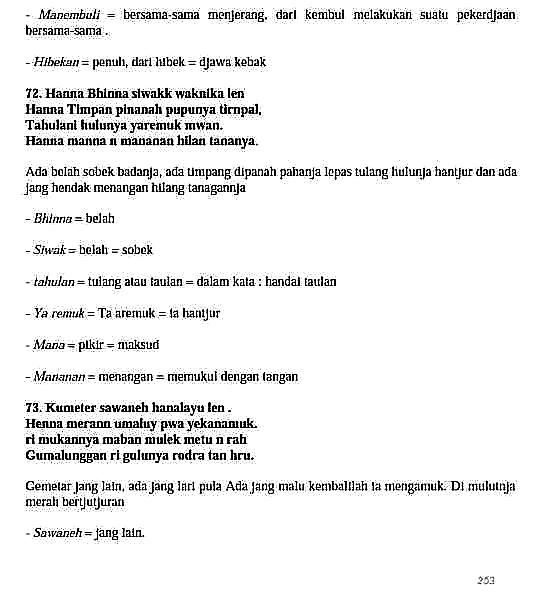 - Manembuli = bersama-sama menjerang, dari kembul melakukan suatu pekerdjaan
bersama-sama .
- Hibekan = penuh, dari hibek = djawa kebak
72. Hanna Bhinna siwakk waknika len
Hanna Timpan pinanah pupunya tirnpal,
Tahulani hulunya yaremuk mwan.
Hanna manna n mananan hilan tananya.
Ada belah sobek badanja, ada timpang dipanah pahanja lepas tulang hulunja hantjur dan ada
jang hendak menangan hilang tanagannja
- Bhinna = belah
- Siwak = belah = sobek
- tahulan = tulang atau taulan = dalam kata : handai taulan
- Ya remuk = Ta aremuk = ia hantjur
- Mana = pikir = maksud
- Mananan = menangan = memukul dengan tangan
73. Kumeter sawaneh hanalayu len .
Henna merann umaluy pwa yekanamuk.
ri mukannya maban mulek metu n rah
Gumalunggan ri gulunya rodra tan hru.
Gemetar jang lain, ada jang lari pula Ada jang malu kembalilah ia mengamuk. Di mulutnja
merah bertjutjuran
- Sawaneh = jang lain.
253